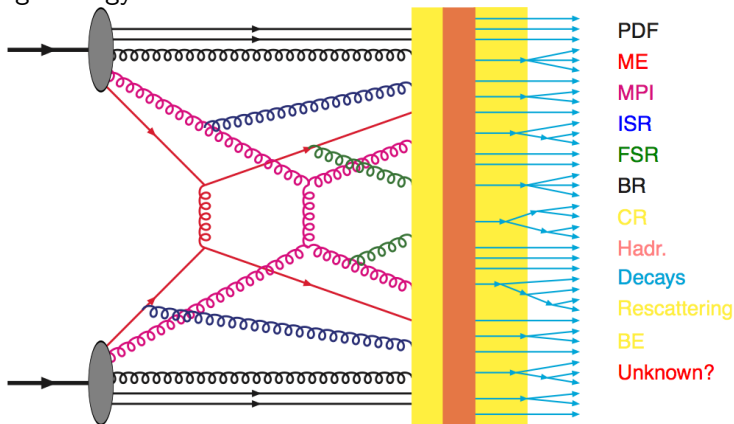 PDF
ME
MPI
ISR
FSR
BR
CR
Hadr.
Decays
Rescattering
BE
Unknown?